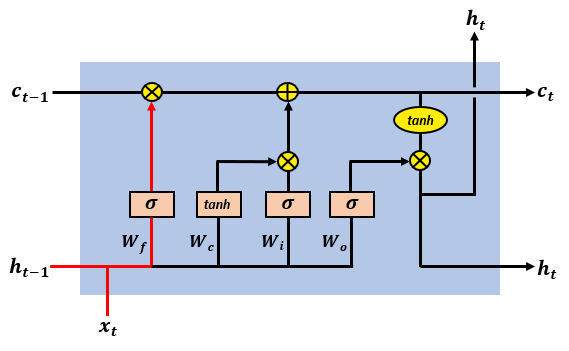 h_t
c_{t-1} ⊗ ⊕ c_t
tanh
⊗ ⊗
σ tanh σ σ
W_f W_c W_i W_o
h_{t-1} h_t
x_t